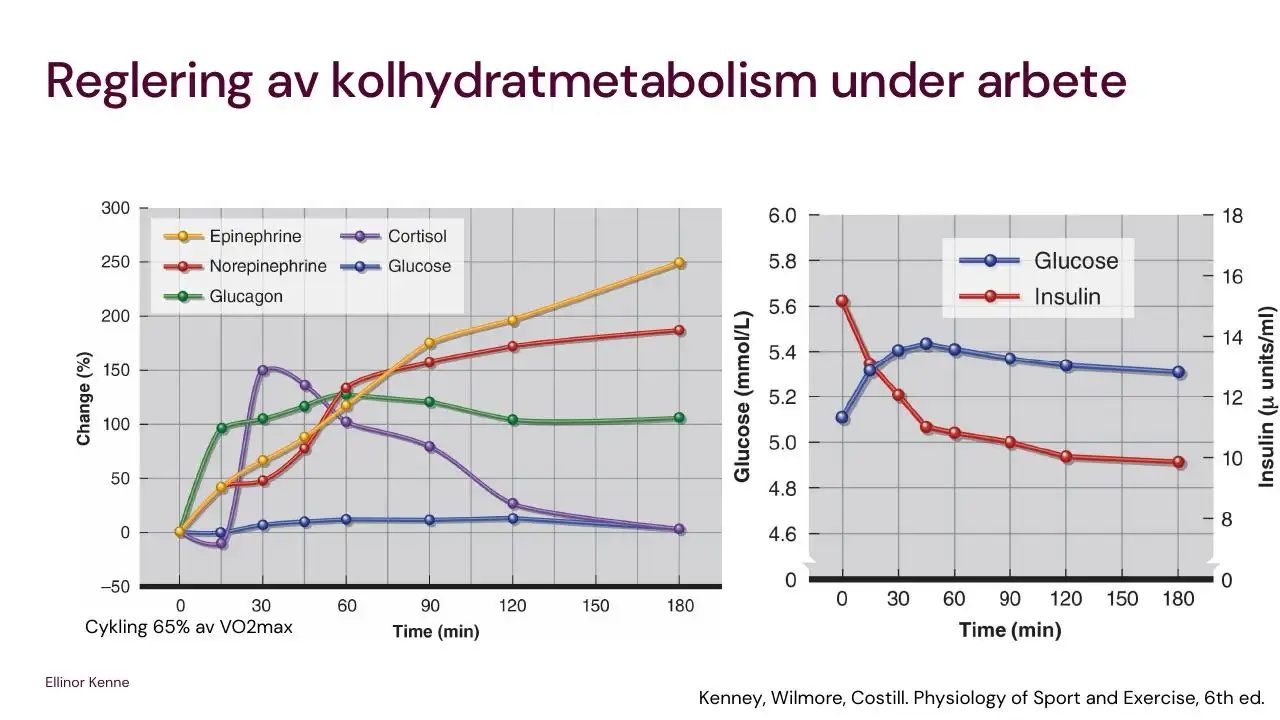 Reglering av kolhydratmetabolism under arbete
300
250
200
150
100
50
0
–50
Change (%)
Epinephrine
Norepinephrine
Glucagon
Cortisol
Glucose
0 30 60 90 120 150 180
Time (min)
Cykling 65% av VO2max
6.0
5.8
5.6
5.4
5.2
5.0
4.8
4.6
0
Glucose (mmol/L)
Glucose
Insulin
18
16
14
12
10
8
0
Insulin (μ units/ml)
0 30 60 90 120 150 180
Time (min)
Ellinor Kenne
Kenney, Wilmore, Costill. Physiology of Sport and Exercise, 6th ed.